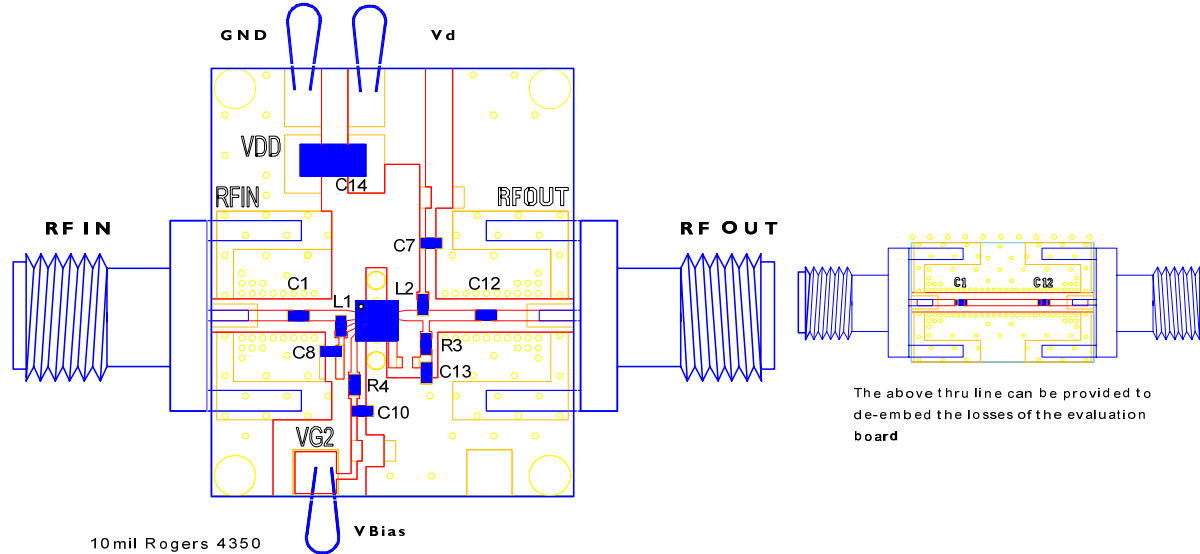 GND
Vd
VDD
C14
RFIN
RFOUT
RF IN
RF OUT
C7
C1
L1
L2
C12
C8
R3
C13
R4
C10
VG2
VBias
10mil Rogers 4350
C1
C12
The above thru line can be provided to
de-embed the losses of the evaluation
board